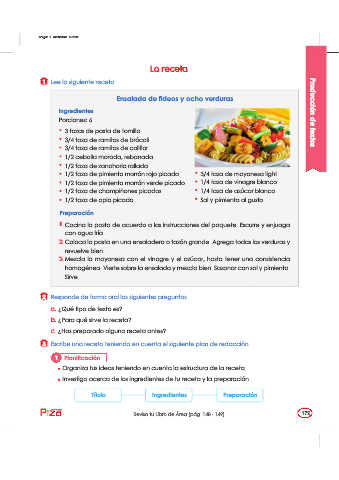 La receta
Producción de textos
1 Lee la siguiente receta
Ensalada de fideos y ocho verduras
Ingredientes
Porciones: 6
• 3 tazas de pasta de tornillo
• 3/4 taza de ramitos de brócoli
• 3/4 taza de ramitos de coliflor
• 1/2 cebolla morada, rebanada
• 1/2 taza de zanahoria rallada
• 1/2 taza de pimiento morrón rojo picado
• 1/2 taza de pimiento morrón verde picado
• 1/2 taza de champiñones picados
• 1/2 taza de apio picado
• 3/4 taza de mayonesa light
• 1/4 taza de vinagre blanco
• 1/4 taza de azúcar blanco
• Sal y pimienta al gusto
Preparación
1. Cocina la pasta de acuerdo a las instrucciones del paquete. Escurre y enjuaga
con agua fría
2. Coloca la pasta en una ensaladera o tazón grande. Agrega todas las verduras y
revuelve bien
3. Mezcla la mayonesa con el vinagre y el azúcar, hasta tener una consistencia
homogénea. Vierte sobre la ensalada y mezcla bien. Sazonar con sal y pimienta
Sirve.
2 Responde de forma oral las siguientes preguntas
a. ¿Qué tipo de texto es?
b. ¿Para qué sirve la receta?
c. ¿Has preparado alguna receta antes?
3 Escribe una receta teniendo en cuenta el siguiente plan de redacción
1. Planificación
• Organiza tus ideas teniendo en cuenta la estructura de la receta
• Investiga acerca de los ingredientes de tu receta y la preparación
Título
Ingredientes
Preparación
Revisa tu Libro de Área (pág. 148 - 149)